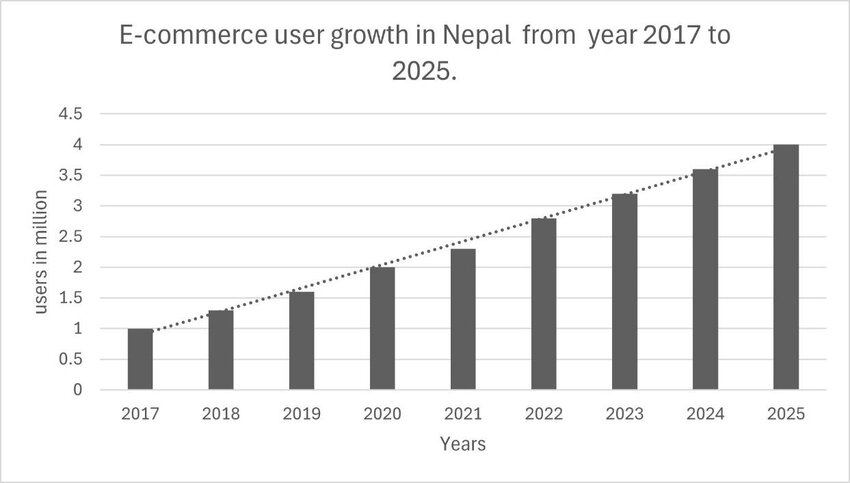 E-commerce user growth in Nepal  from  year 2017 to
2025.
4.5
4
3.5
3
2.5
2
1.5
1
0.5
0
users in million
2017 2018 2019 2020 2021 2022 2023 2024 2025
Years